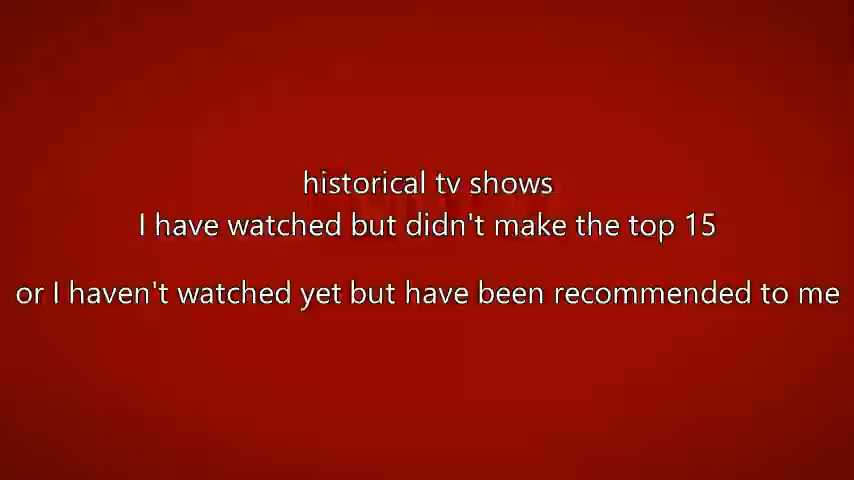 historical tv shows
I have watched but didn't make the top 15
or I haven't watched yet but have been recommended to me